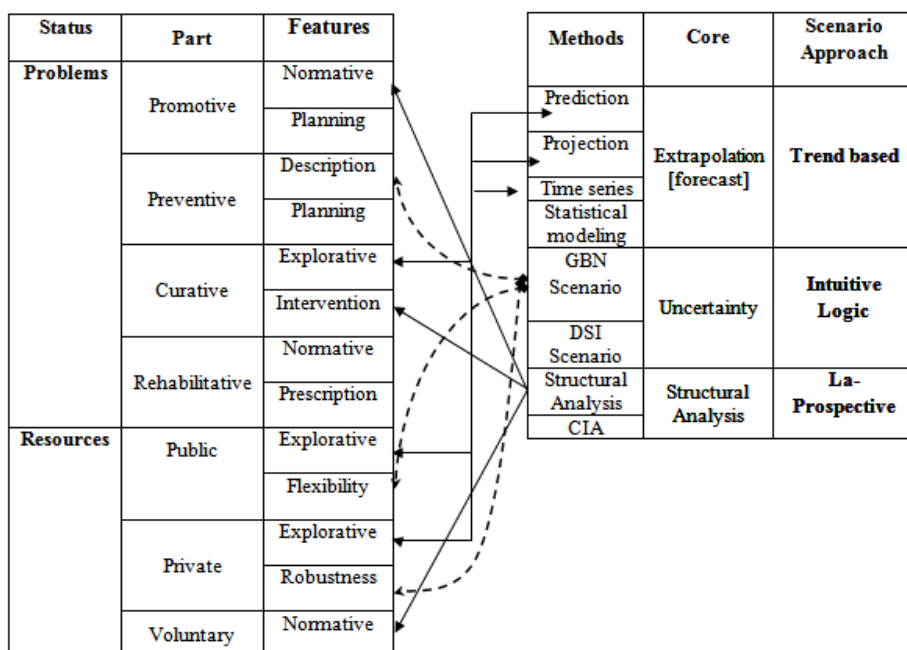 Status
Part
Features
Problems
Promotive
Normative
Planning
Preventive
Description
Planning
Curative
Explorative
Intervention
Rehabilitative
Normative
Prescription
Resources
Public
Explorative
Flexibility
Private
Explorative
Robustness
Voluntary
Normative
Methods
Core
Scenario
Approach
Prediction
Projection
Time series
Statistical
modeling
Extrapolation
[forecast]
Trend based
GBN
Scenario
DSI
Scenario
Uncertainty
Intuitive
Logic
Structural
Analysis
CIA
Structural
Analysis
La-
Prospective